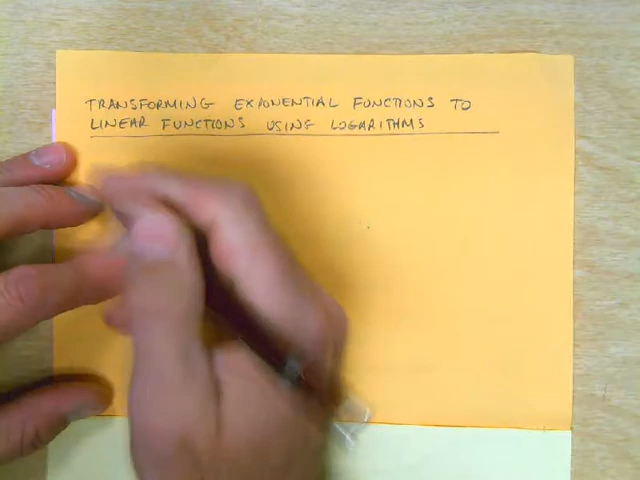 TRANSFORMING EXPONENTIAL FUNCTIONS TO
LINEAR FUNCTIONS USING LOGARITHMS